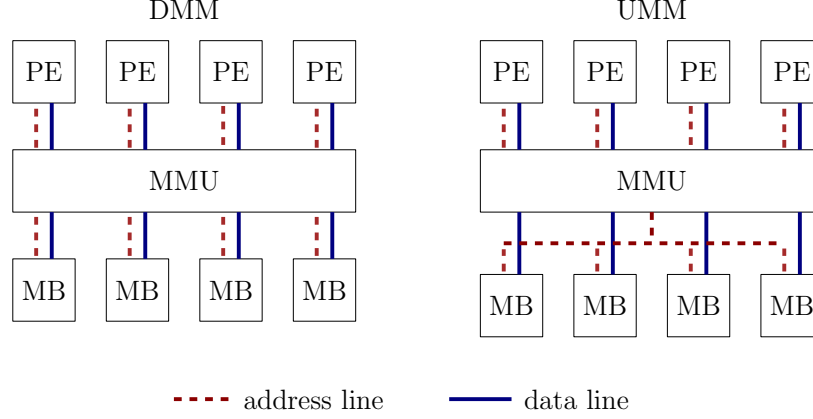 DMM UMM
PE PE PE PE PE PE PE PE
MMU MMU
MB MB MB MB MB MB MB MB
address line data line